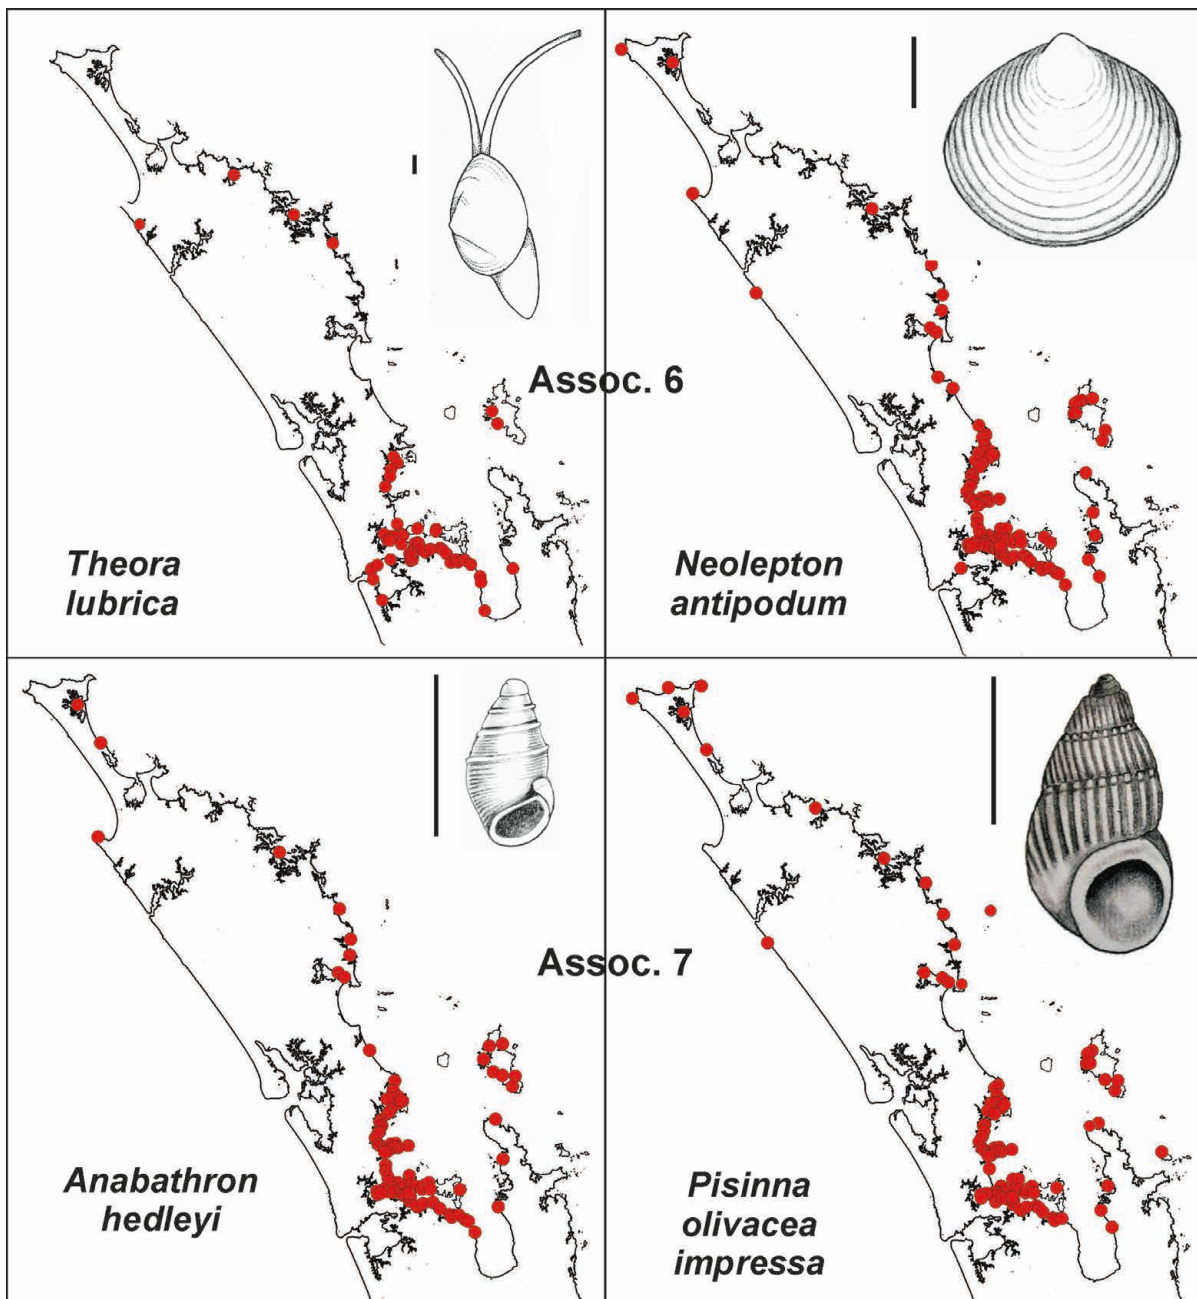 Assoc. 6
Theora
lubrica
Neolepton
antipodum
Assoc. 7
Anabathron
hedleyi
Pisinna
olivacea
impressa